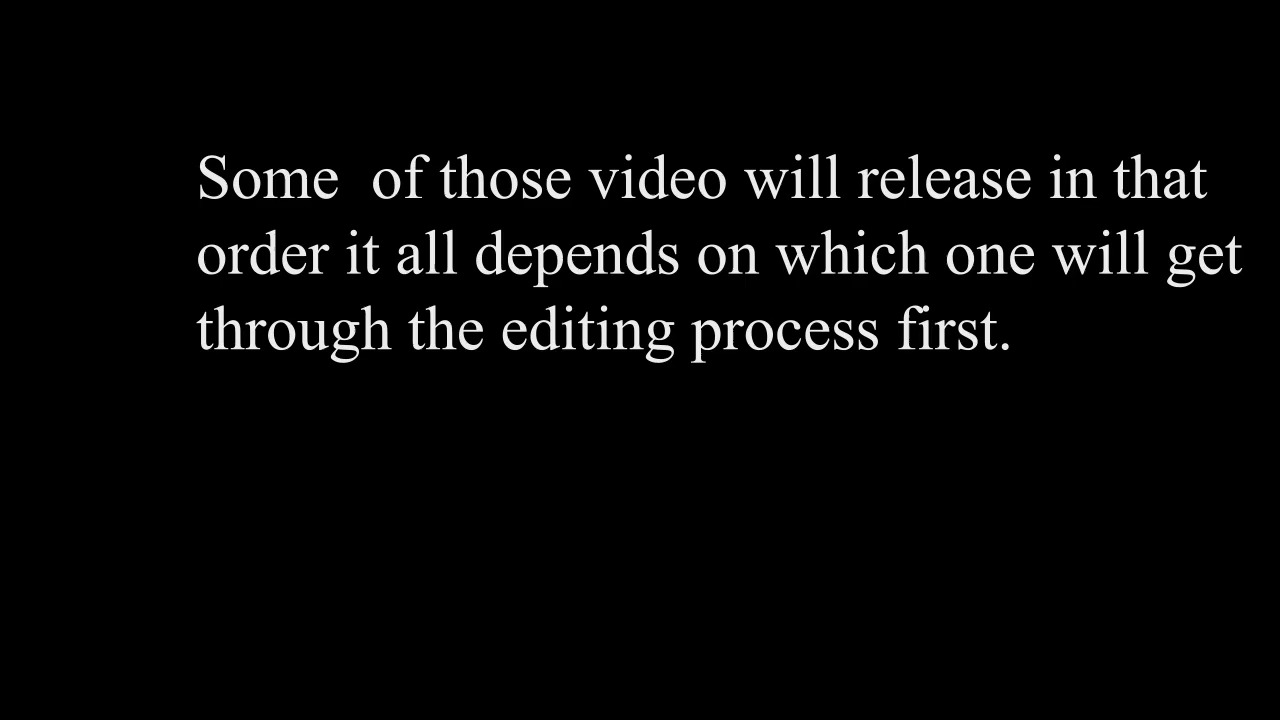 Some  of those video will release in that
order it all depends on which one will get
through the editing process first.